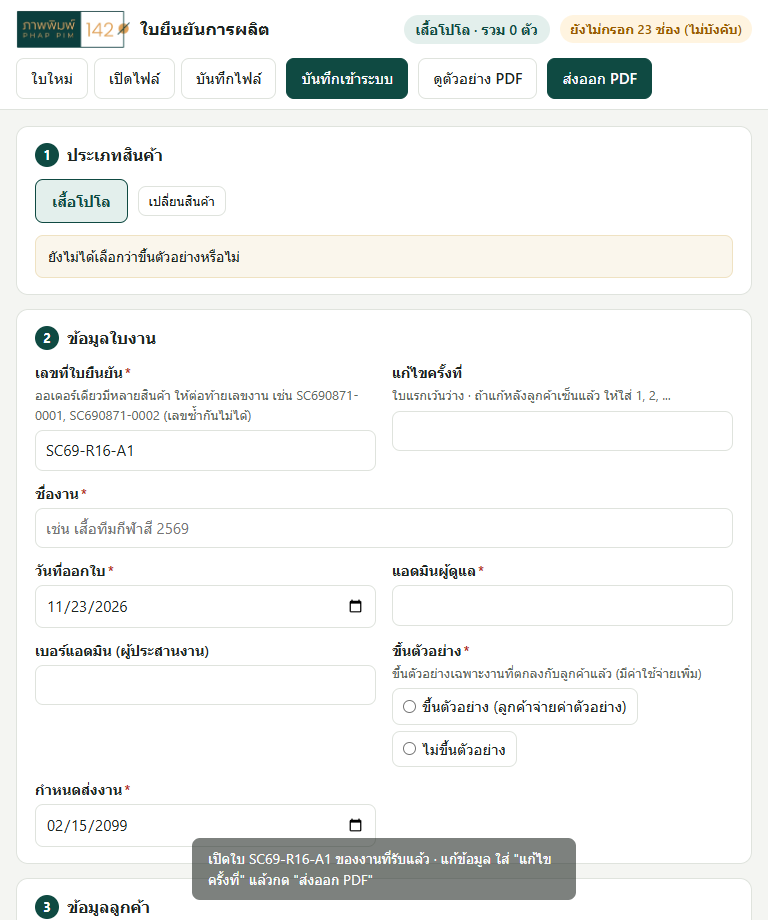 ภาพพิมพ์
PHAP PIM
142
ใบยืนยันการผลิต
เสื้อโปโล · รวม 0 ตัว
ยังไม่กรอก 23 ช่อง (ไม่บังคับ)
ใบใหม่
เปิดไฟล์
บันทึกไฟล์
บันทึกเข้าระบบ
ดูตัวอย่าง PDF
ส่งออก PDF
1 ประเภทสินค้า
เสื้อโปโล
เปลี่ยนสินค้า
ยังไม่ได้เลือกว่าขึ้นตัวอย่างหรือไม่
2 ข้อมูลใบงาน
เลขที่ใบยืนยัน*
ออเดอร์เดียวมีหลายสินค้า ให้ต่อท้ายเลขงาน เช่น SC690871-
0001, SC690871-0002 (เลขซ้ำกันไม่ได้)
SC69-R16-A1
แก้ไขครั้งที่
ใบแรกเว้นว่าง · ถ้าแก้หลังลูกค้าเซ็นแล้ว ให้ใส่ 1, 2, ...
ชื่องาน*
เช่น เสื้อทีมกีฬาสี 2569
วันที่ออกใบ*
11/23/2026
แอดมินผู้ดูแล*
เบอร์แอดมิน (ผู้ประสานงาน)
ขึ้นตัวอย่าง*
ขึ้นตัวอย่างเฉพาะงานที่ตกลงกับลูกค้าแล้ว (มีค่าใช้จ่ายเพิ่ม)
ขึ้นตัวอย่าง (ลูกค้าจ่ายค่าตัวอย่าง)
ไม่ขึ้นตัวอย่าง
กำหนดส่งงาน*
02/15/2099
เปิดใบ SC69-R16-A1 ของงานที่รับแล้ว · แก้ข้อมูล ใส่ "แก้ไข
ครั้งที่" แล้วกด "ส่งออก PDF"
3 ข้อมูลลูกค้า